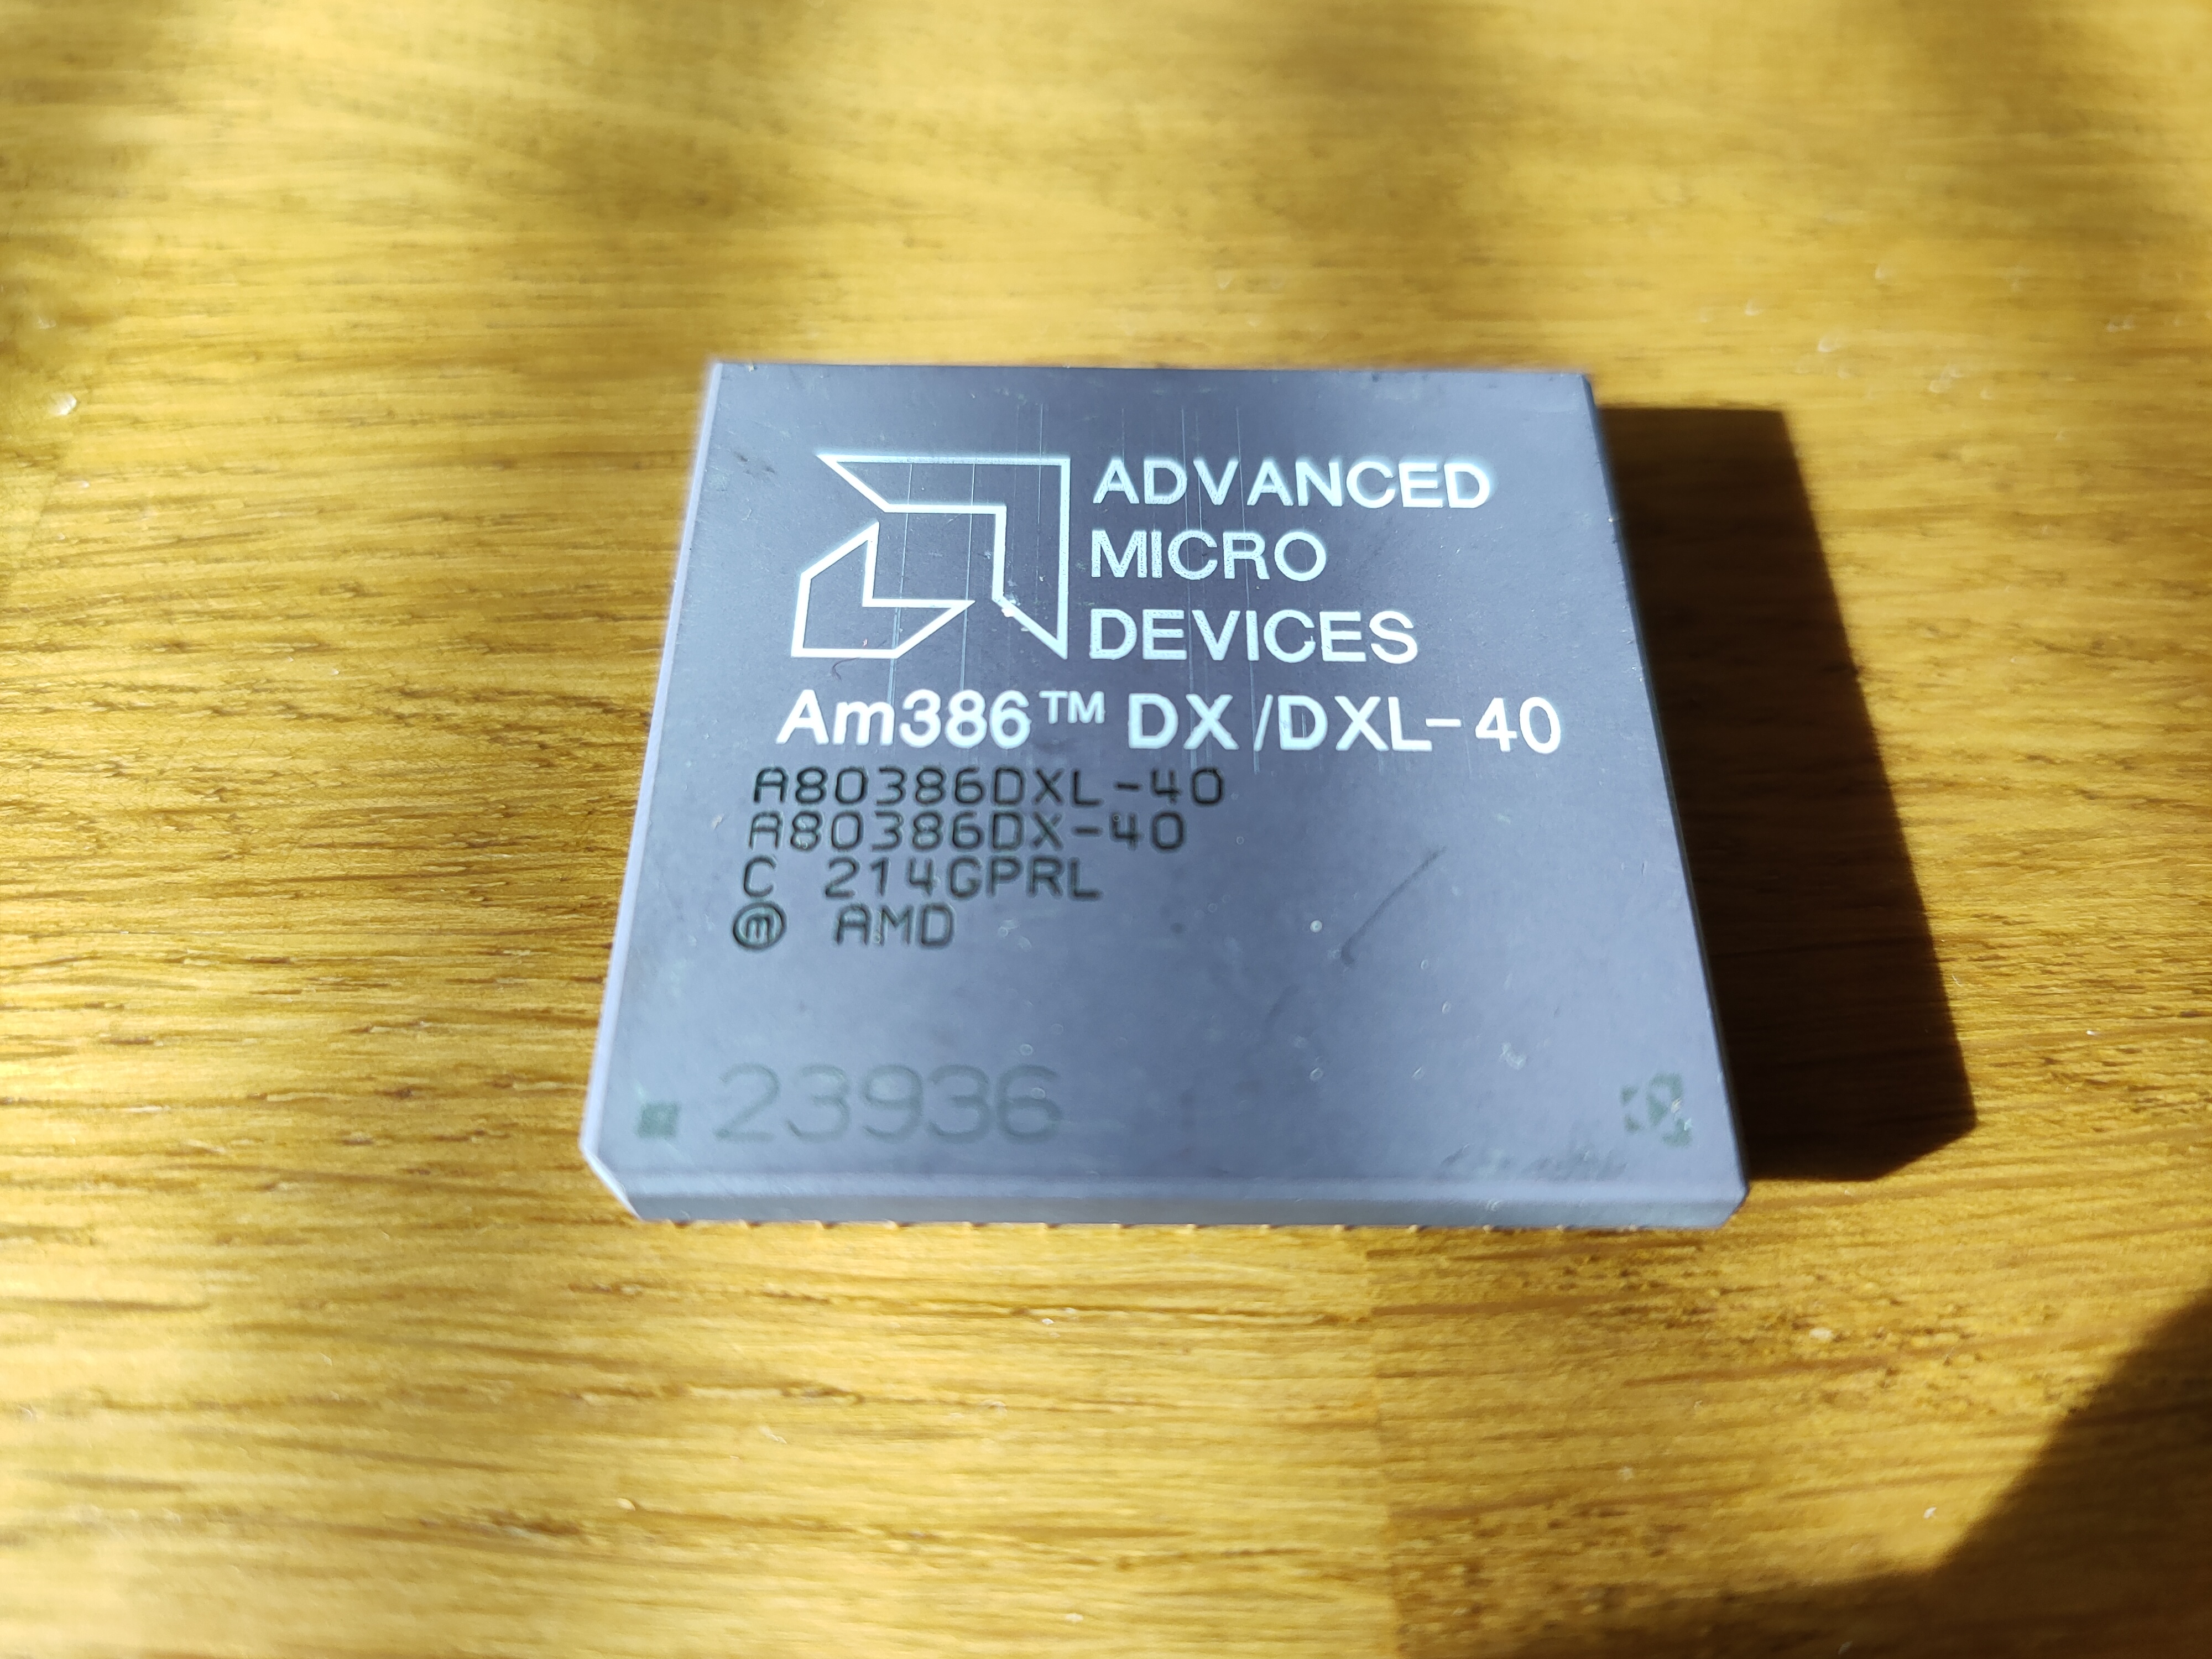 ADVANCED
MICRO
DEVICES
Am386™ DX/DXL-40
A80386DXL-40
A80386DX-40
C 214GPRL
ⓜ AMD
23936